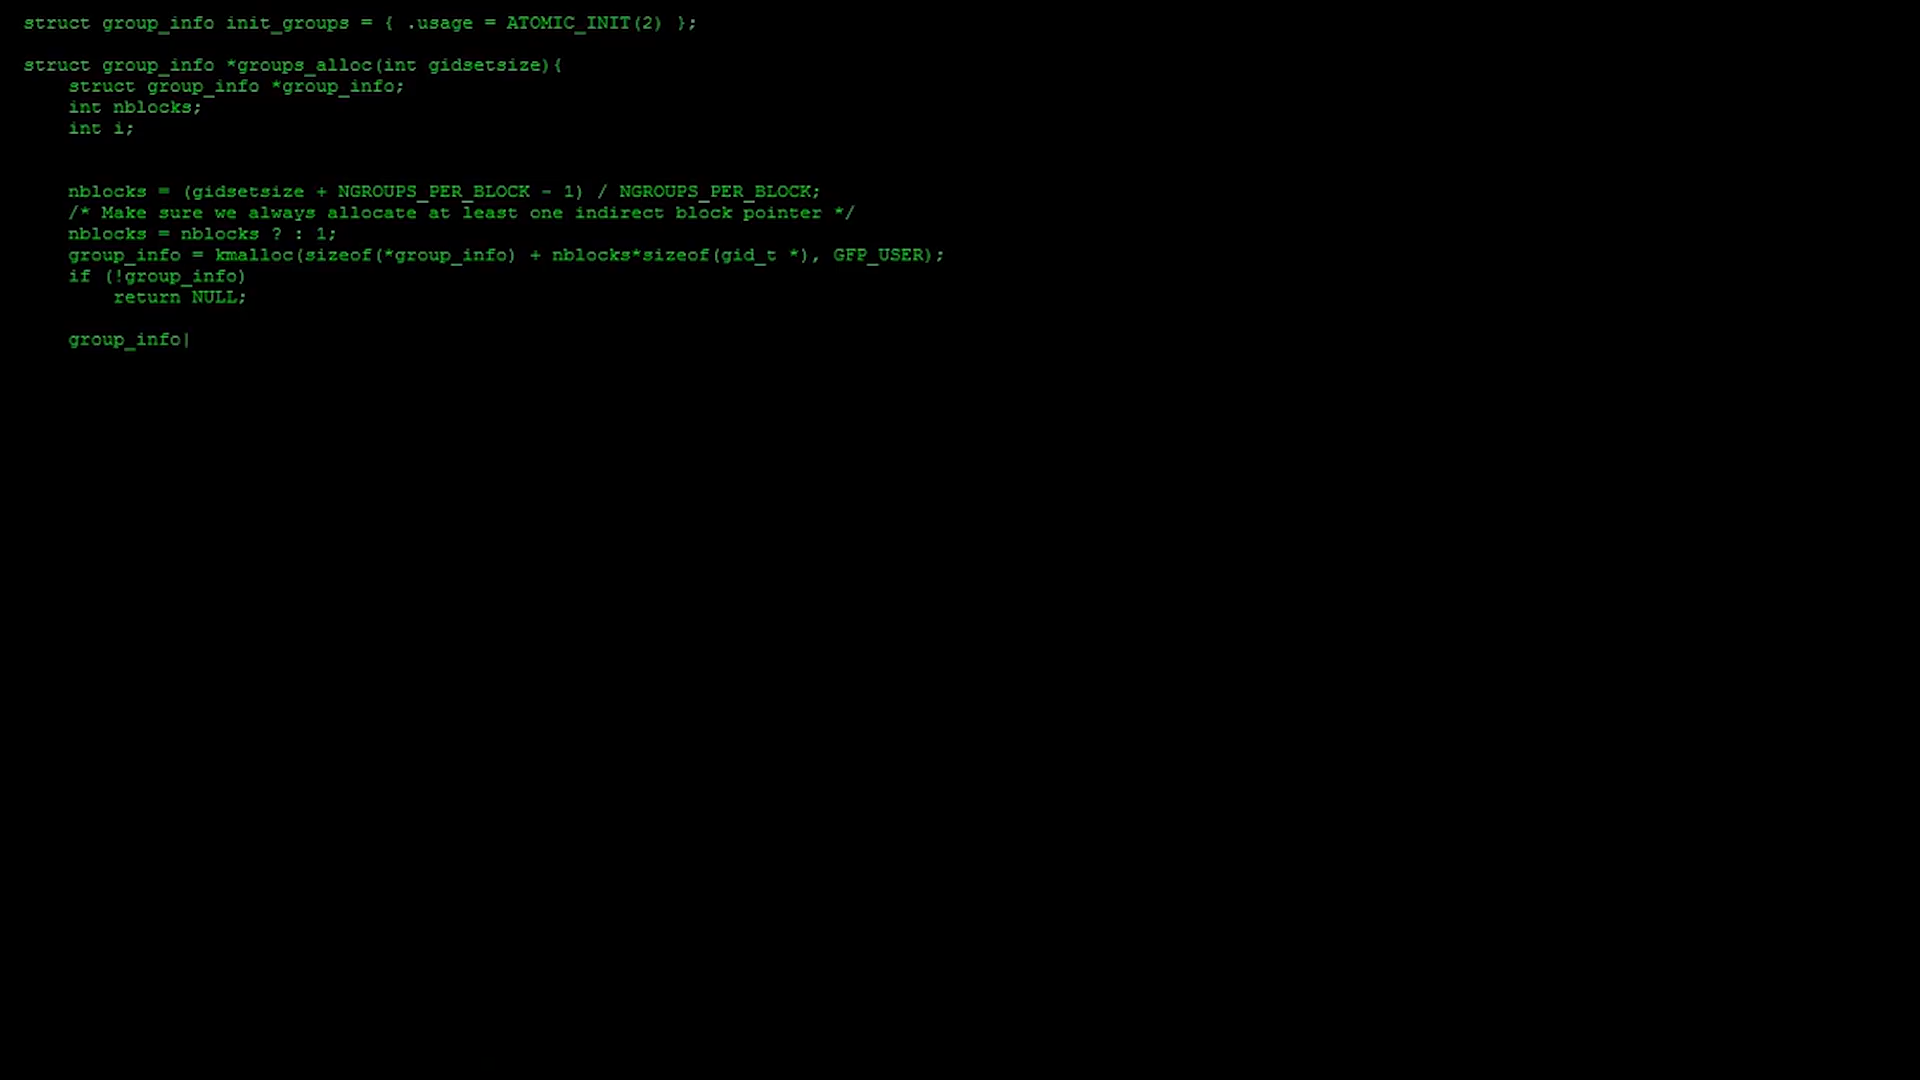 struct group_info init_groups = { .usage = ATOMIC_INIT(2) };
struct group_info *groups_alloc(int gidsetsize){
struct group_info *group_info;
int nblocks;
int i;
nblocks = (gidsetsize + NGROUPS_PER_BLOCK - 1) / NGROUPS_PER_BLOCK;
/* Make sure we always allocate at least one indirect block pointer */
nblocks = nblocks ? : 1;
group_info = kmalloc(sizeof(*group_info) + nblocks*sizeof(gid_t *), GFP_USER);
if (!group_info)
return NULL;
group_info|